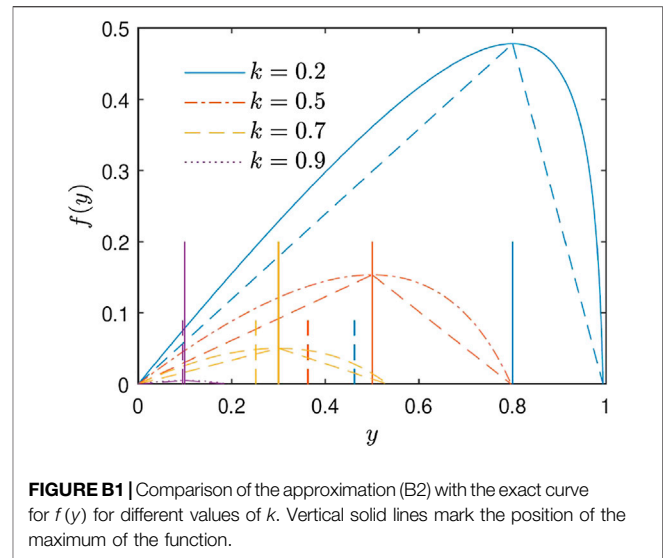 0.5
0.4
0.3
0.2
0.1
0
f(y)
k = 0.2
k = 0.5
k = 0.7
k = 0.9
0 0.2 0.4 0.6 0.8 1
y
FIGURE B1 | Comparison of the approximation (B2) with the exact curve
for f (y) for different values of k. Vertical solid lines mark the position of the
maximum of the function.